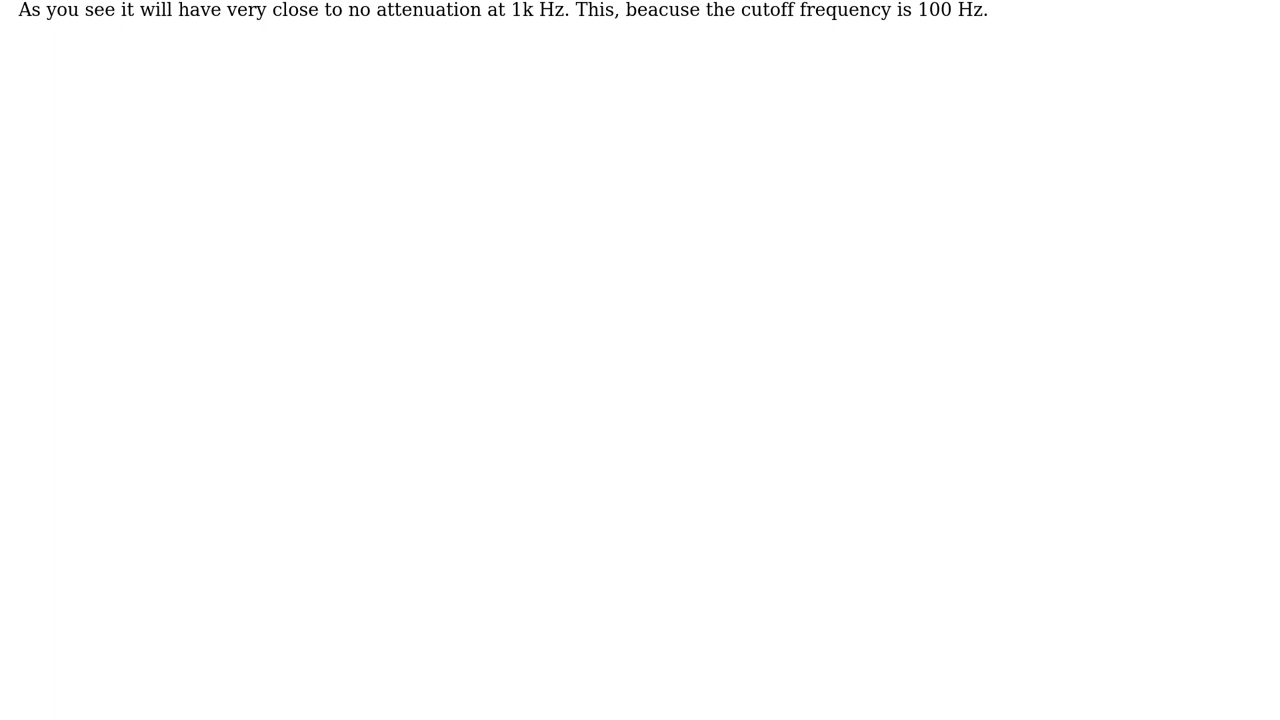 As you see it will have very close to no attenuation at 1k Hz. This, beacuse the cutoff frequency is 100 Hz.